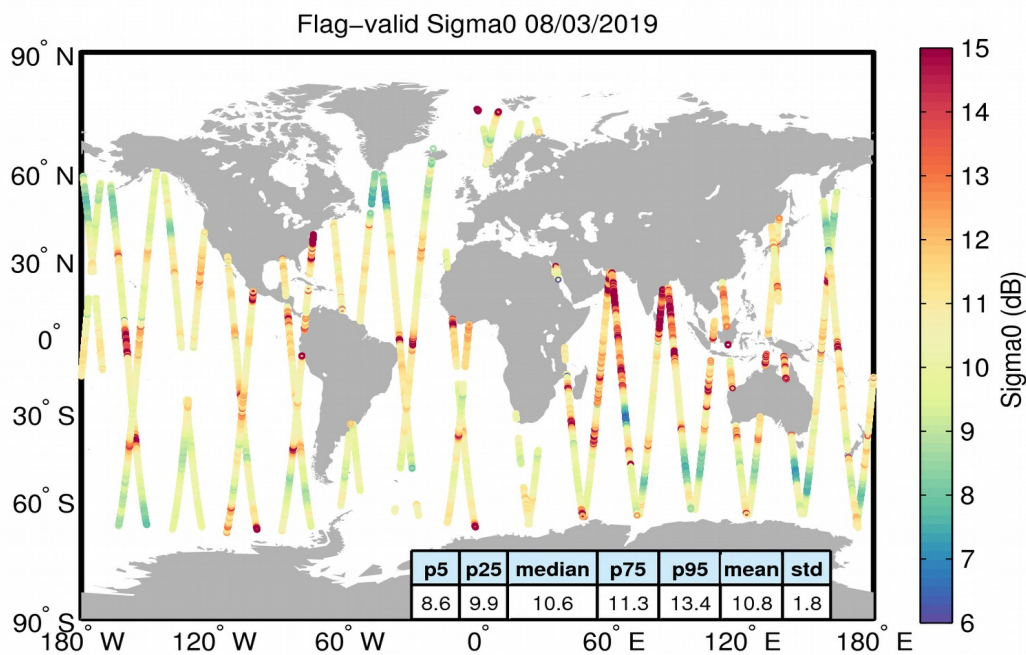 Flag−valid Sigma0 08/03/2019
90° N
60° N
30° N
0°
30° S
60° S
90° S
180° W
120° W
60° W
0°
60° E
120° E
180° E
15
14
13
12
11
10
9
8
7
6
Sigma0 (dB)
p5 p25 median p75 p95 mean std
8.6 9.9 10.6 11.3 13.4 10.8 1.8